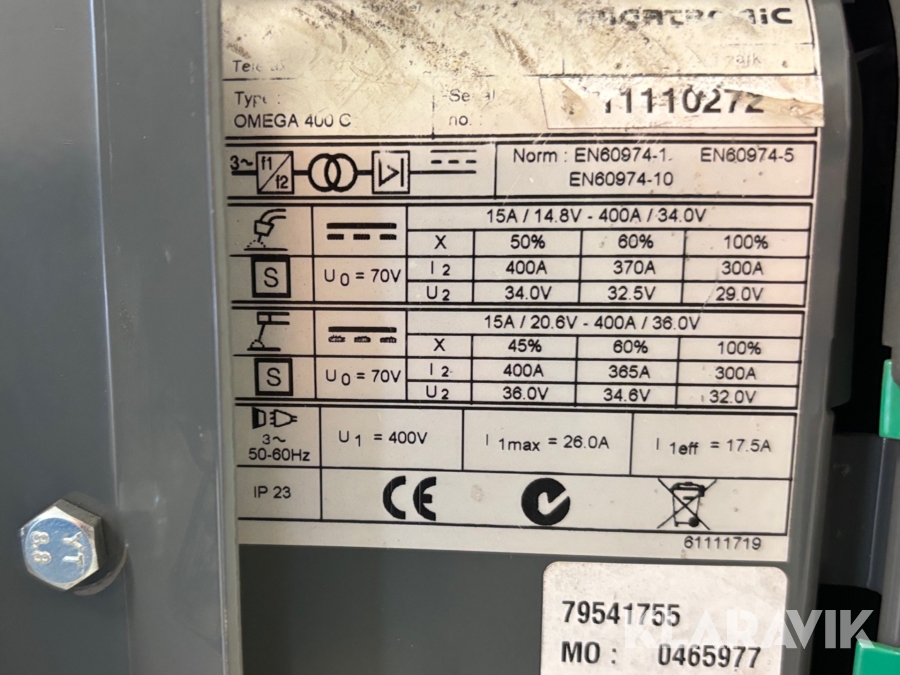 Type :
Serial
OMEGA 400 C
no. :
11110272
3~
f1
f2
Norm : EN60974-1. EN60974-5
EN60974-10
15A / 14.8V - 400A / 34.0V
X 50% 60% 100%
S U0 = 70V I2 400A 370A 300A
U2 34.0V 32.5V 29.0V
15A / 20.6V - 400A / 36.0V
X 45% 60% 100%
S U0 = 70V I2 400A 365A 300A
U2 36.0V 34.6V 32.0V
3~
50-60Hz
U1 = 400V I1max = 26.0A I1eff = 17.5A
IP 23 CE
61111719
YT
8.8
79541755
MO : 0465977
KLARAVIK